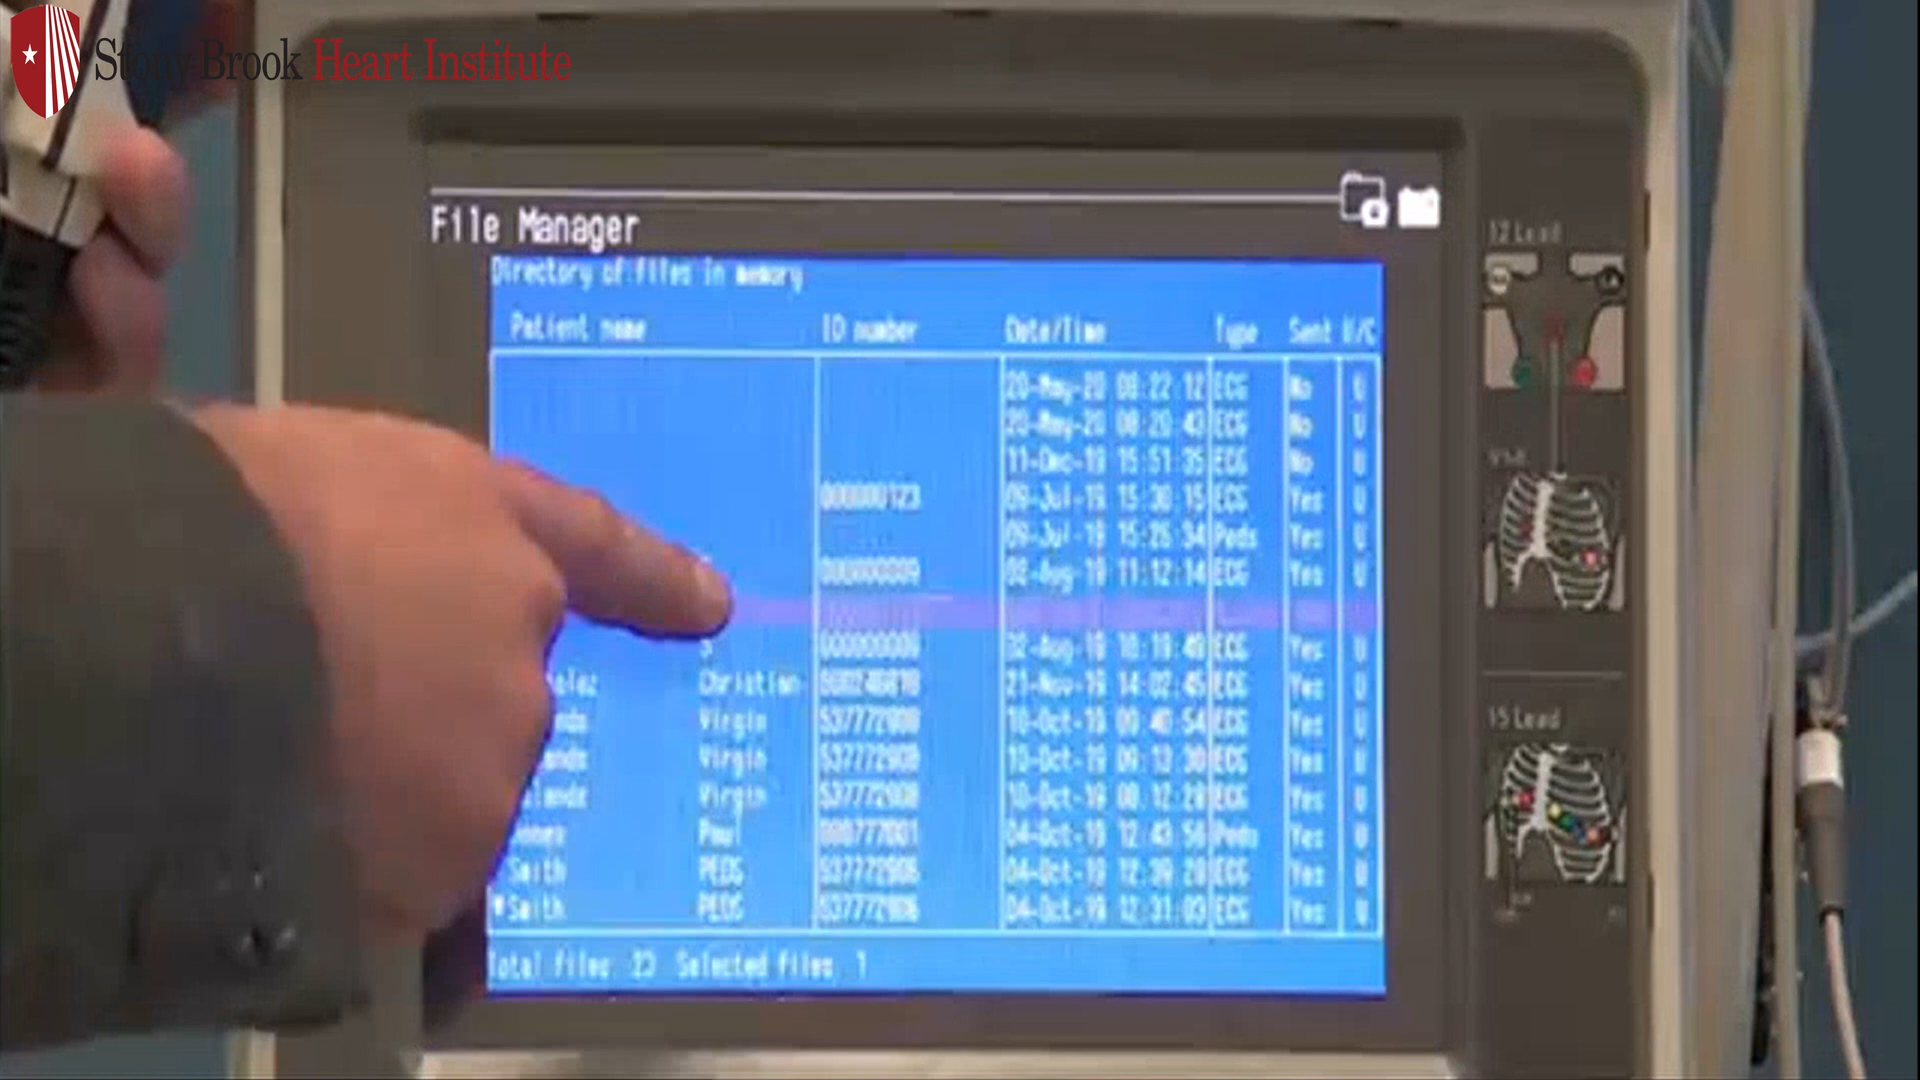 Stony Brook Heart Institute
File Manager
Directory of files in memory
Patient name ID number Date/Time Type Sent U/C
20-May-20 08:22:12 ECG No U
20-May-20 08:20:43 ECG No U
11-Dec-19 15:51:35 ECG No U
000000123 09-Jul-19 15:30:15 ECG Yes U
09-Jul-19 15:25:34 Peds Yes U
000000009 02-Aug-19 11:12:14 ECG Yes U
S 02-Aug-19 10:19:49 ECG Yes U
Christian 21-Nov-19 14:02:45 ECG Yes U
Virgin 537772908 10-Oct-19 09:40:54 ECG Yes U
Virgin 537772908 10-Oct-19 09:13:30 ECG Yes U
Virgin 537772908 10-Oct-19 08:12:28 ECG Yes U
Paul 04-Oct-19 12:43:56 Peds Yes U
Smith PEDS 537772906 04-Oct-19 12:39:28 ECG Yes U
Smith PEDS 537772906 04-Oct-19 12:31:03 ECG Yes U
Total files 23 Selected files 1
12 Lead
15 Lead